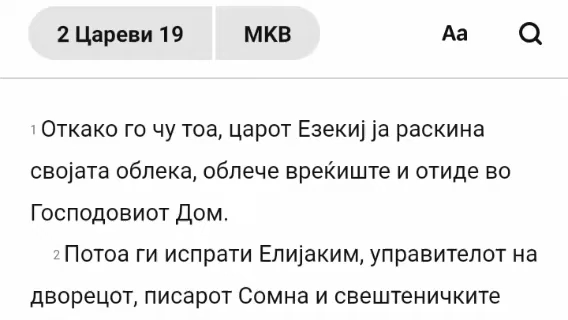 2 Цареви 19 МКВ Aa
1 Откако го чу тоа, царот Езекиј ја раскина
својата облека, облече вреќиште и отиде во
Господовиот Дом.
2 Потоа ги испрати Елијаким, управителот на
дворецот, писарот Сомна и свештеничките